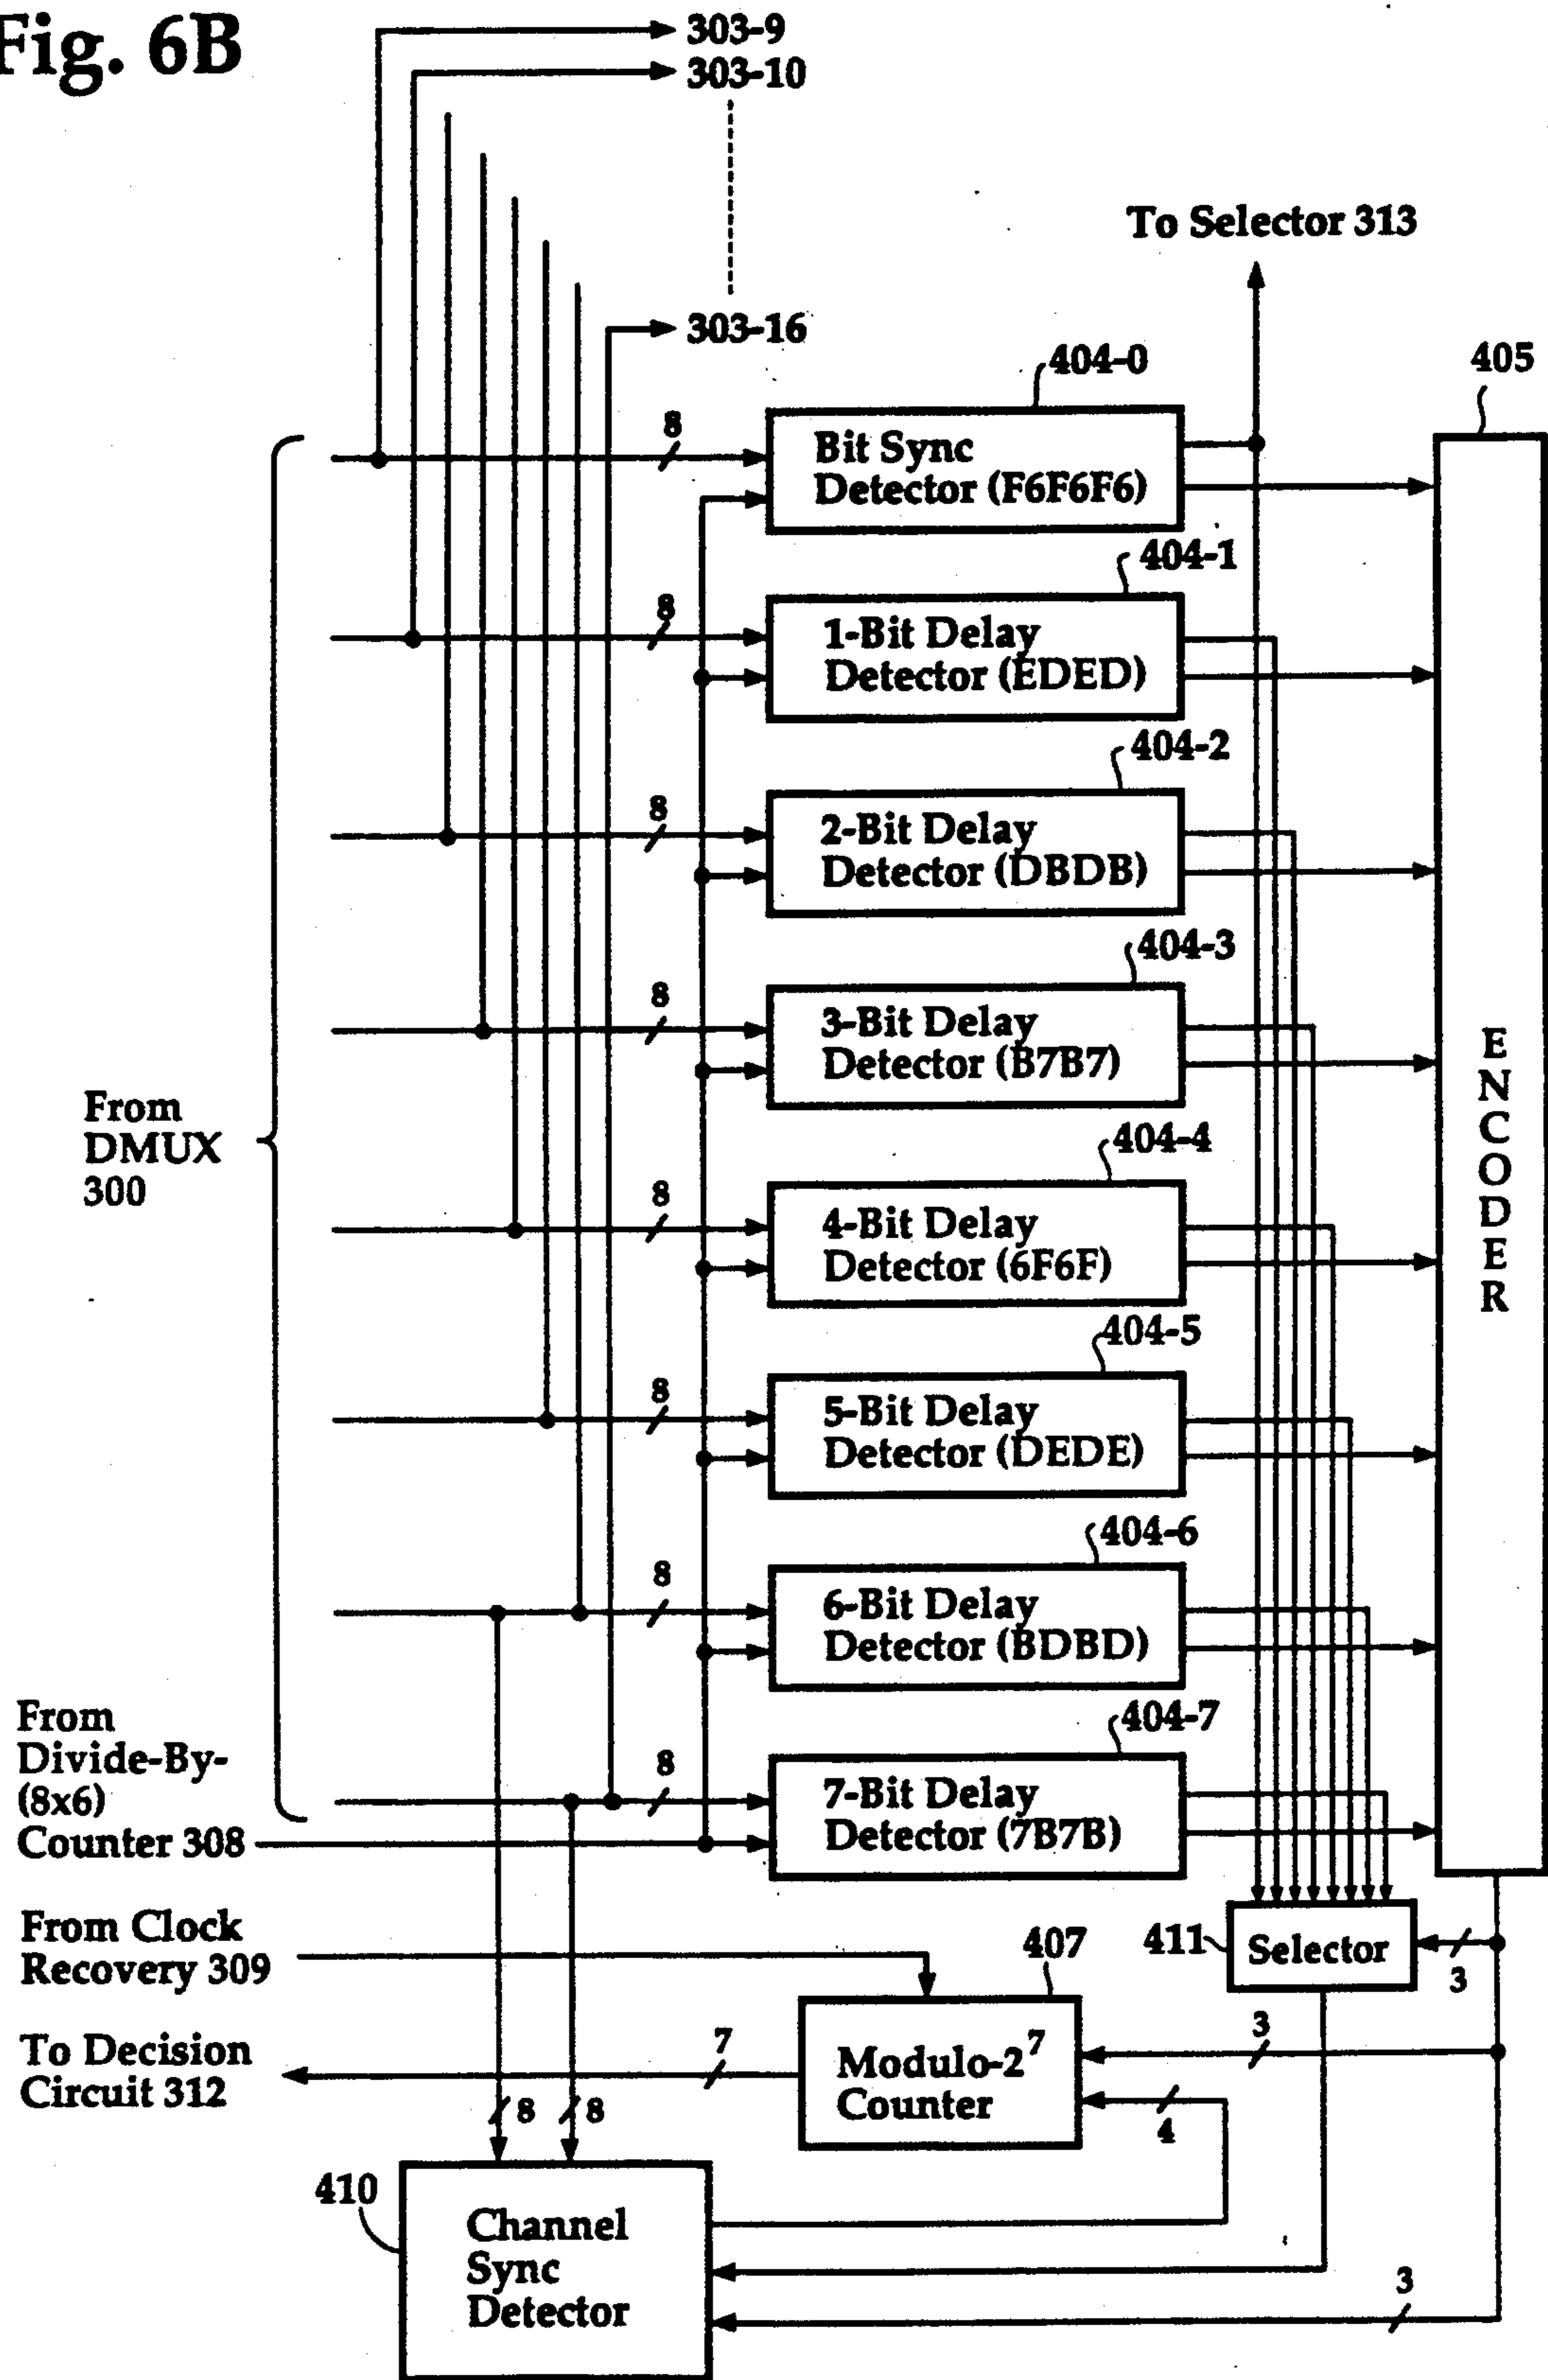 Fig. 6B
303-9
303-10
303-16
To Selector 313
404-0
405
8
Bit Sync
Detector (F6F6F6)
404-1
8
1-Bit Delay
Detector (EDED)
404-2
8
2-Bit Delay
Detector (DBDB)
404-3
8
3-Bit Delay
Detector (B7B7)
ENCODER
From
DMUX
300
404-4
8
4-Bit Delay
Detector (6F6F)
404-5
8
5-Bit Delay
Detector (DEDE)
404-6
8
6-Bit Delay
Detector (BDBD)
From
Divide-By-
(8x6)
Counter 308
404-7
8
7-Bit Delay
Detector (7B7B)
From Clock
Recovery 309
407
411
Selector
3
To Decision
Circuit 312
7
Modulo-2⁷
Counter
3
4
8
8
410
Channel
Sync
Detector
3